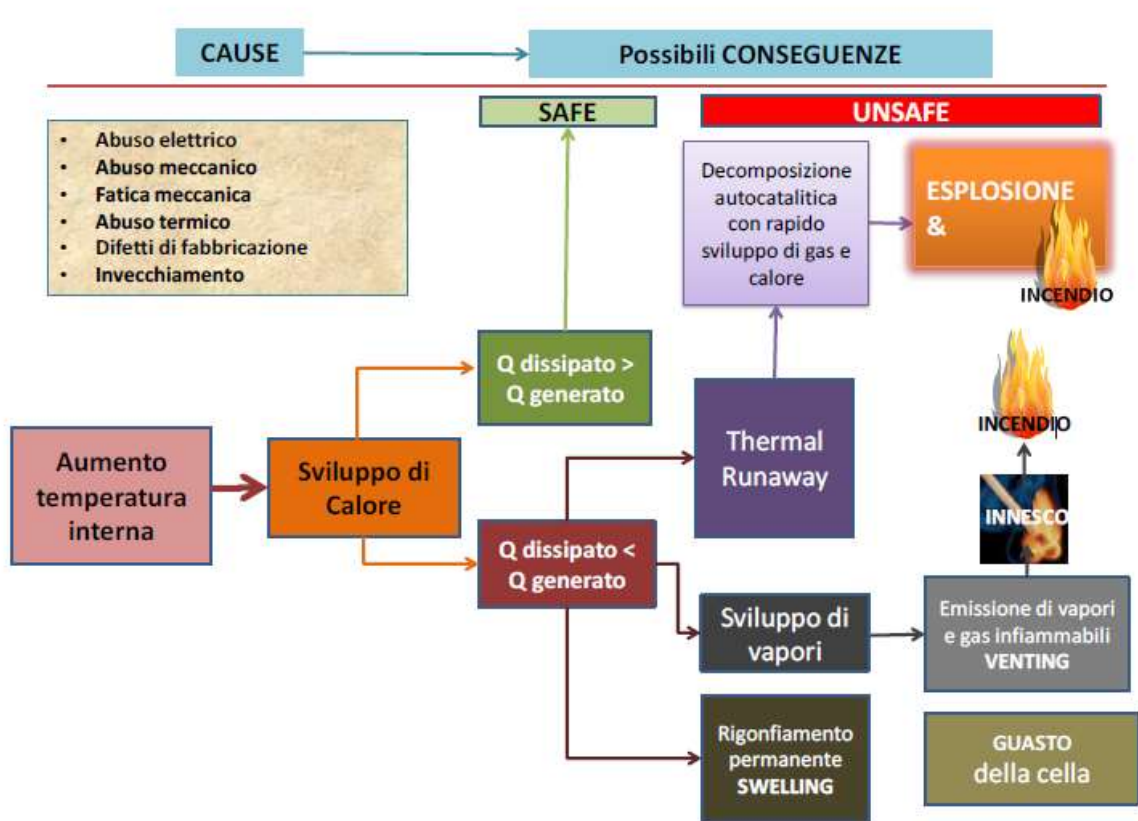 CAUSE
Possibili CONSEGUENZE
SAFE
UNSAFE
• Abuso elettrico
• Abuso meccanico
• Fatica meccanica
• Abuso termico
• Difetti di fabbricazione
• Invecchiamento
Decomposizione
autocatalitica
con rapido
sviluppo di gas e
calore
ESPLOSIONE
&
INCENDIO
Q dissipato >
Q generato
INCENDIO
Aumento
temperatura
interna
Sviluppo di
Calore
Thermal
Runaway
INNESCO
Q dissipato <
Q generato
Sviluppo di
vapori
Emissione di vapori
e gas infiammabili
VENTING
Rigonfiamento
permanente
SWELLING
GUASTO
della cella